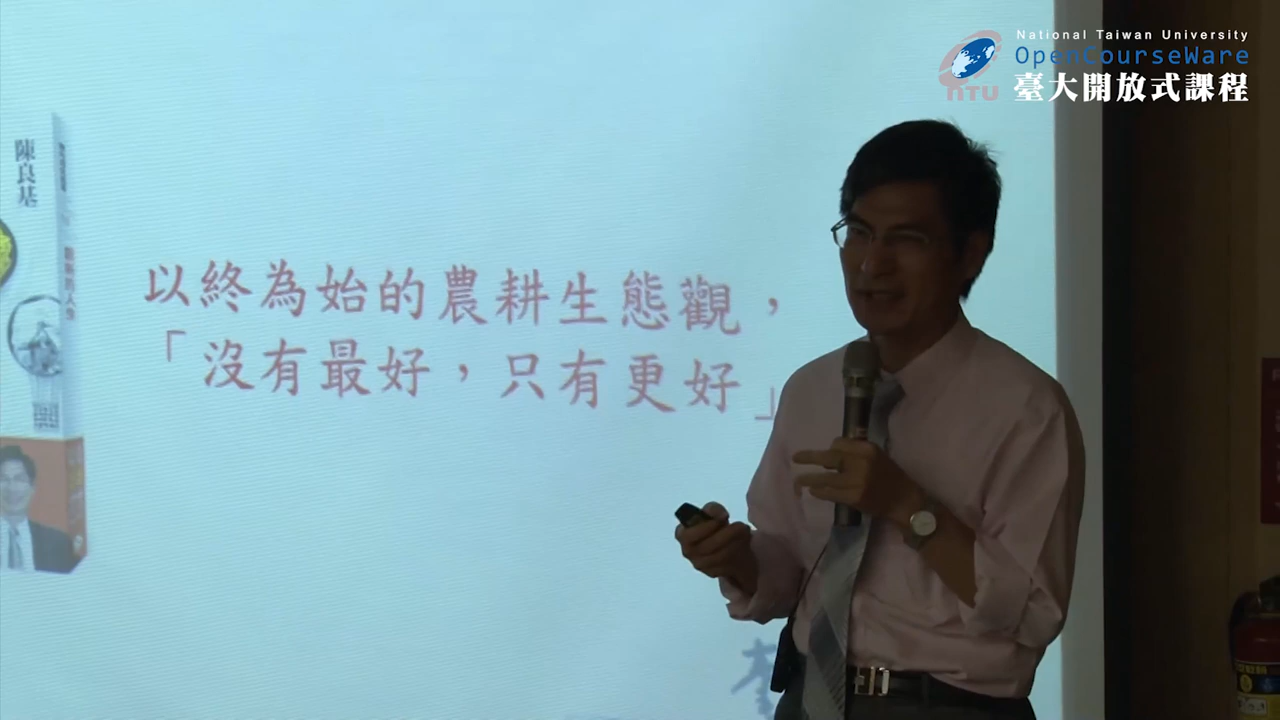 National Taiwan University
OpenCourseWare
NTU
臺大開放式課程
陳良基
以終為始的農耕生態觀，
「沒有最好，只有更好」